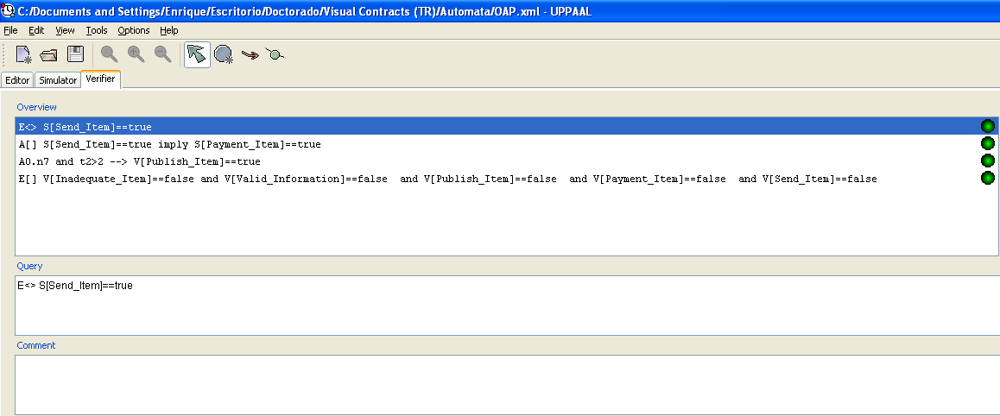 C:/Documents and Settings/Enrique/Escritorio/Doctorado/Visual Contracts (TR)/Automata/OAP.xml - UPPAAL
File Edit View Tools Options Help
Editor Simulator Verifier
Overview
E<> S[Send_Item]==true
A[] S[Send_Item]==true imply S[Payment_Item]==true
A0.n7 and t2>2 --> V[Publish_Item]==true
E[] V[Inadequate_Item]==false and V[Valid_Information]==false and V[Publish_Item]==false and V[Payment_Item]==false and V[Send_Item]==false
Query
E<> S[Send_Item]==true
Comment